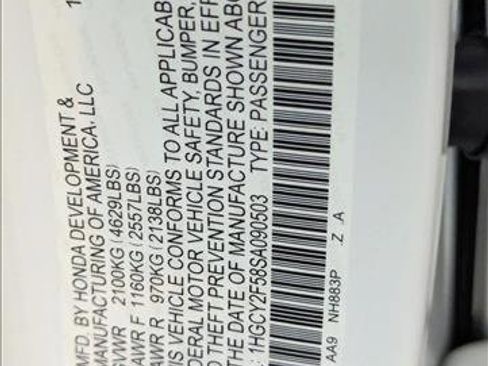 MFD. BY HONDA DEVELOPMENT &
MANUFACTURING OF AMERICA, LLC
GVWR 2100KG (4629LBS)
GAWR F 1160KG (2557LBS)
GAWR R 970KG (2138LBS)
IS VEHICLE CONFORMS TO ALL APPLICAB
DERAL MOTOR VEHICLE SAFETY, BUMPER,
D THEFT PREVENTION STANDARDS IN EFF
THE DATE OF MANUFACTURE SHOWN ABO
: 1HGCY2F58SA090503 TYPE: PASSENGER
AA9 NH883P Z A